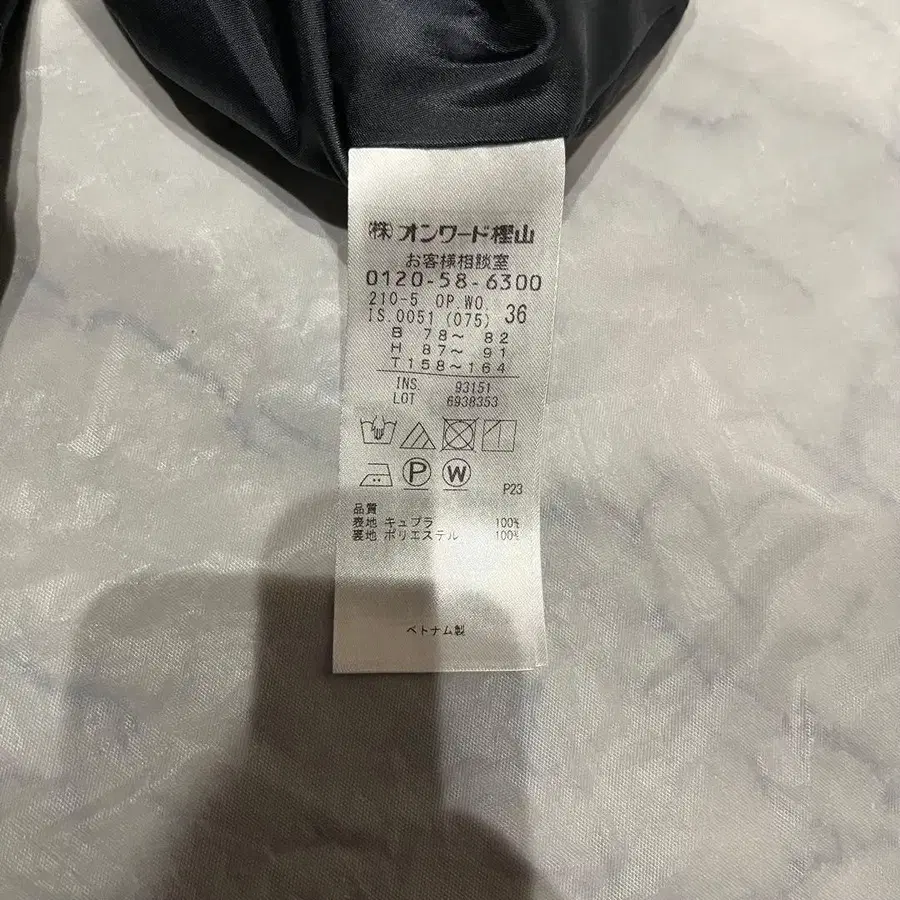 (株)オンワード樫山
お客様相談室
0120-58-6300
210-5 OP.WO.
IS.0051 (075) 36
B 78〜 82
H 87〜 91
T158〜164
INS 93151
LOT 6938353
P W
P23
品質
表地 キュプラ 100%
裏地 ポリエステル 100%
ベトナム製